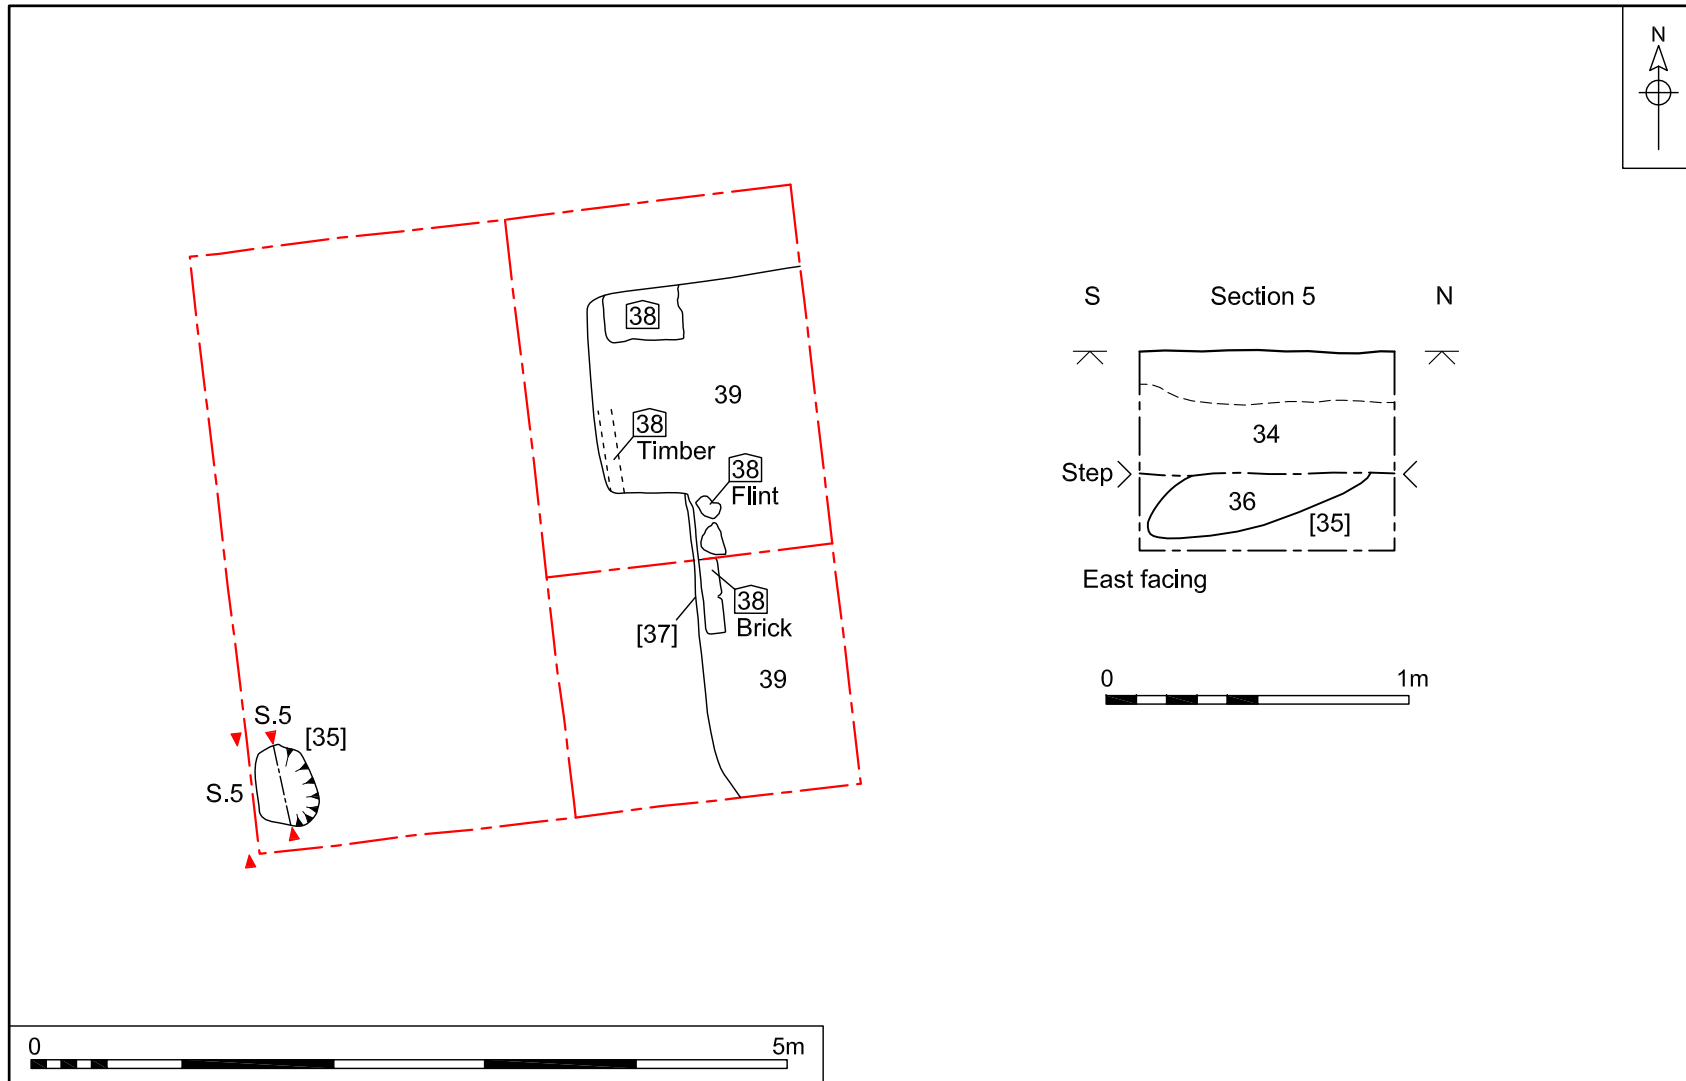 N
38
39
38
Timber
38
Flint
38
Brick
[37]
39
S.5
[35]
S.5
S
Section 5
N
34
Step
36
[35]
East facing
0
1m
0
5m